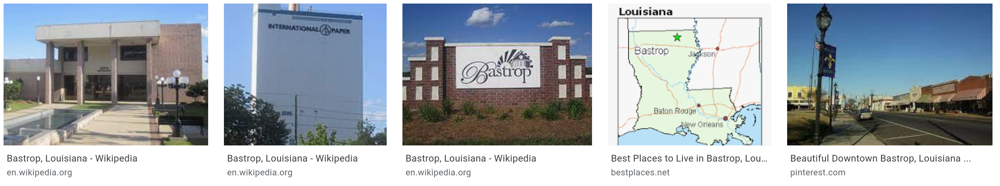 INTERNATIONAL PAPER
Bastrop
Louisiana
Bastrop
Jackson
Baton Rouge
New Orleans
Bastrop, Louisiana - Wikipedia
en.wikipedia.org
Bastrop, Louisiana - Wikipedia
en.wikipedia.org
Bastrop, Louisiana - Wikipedia
en.wikipedia.org
Best Places to Live in Bastrop, Lou...
bestplaces.net
Beautiful Downtown Bastrop, Louisiana ...
pinterest.com